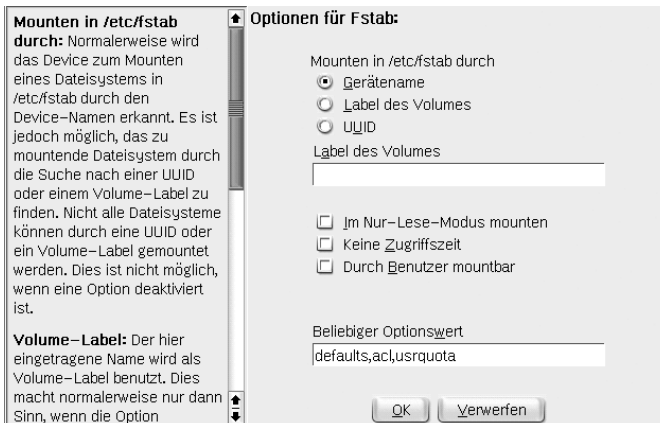 Mounten in /etc/fstab
durch: Normalerweise wird
das Device zum Mounten
eines Dateisystems in
/etc/fstab durch den
Device-Namen erkannt. Es ist
jedoch möglich, das zu
mountende Dateisystem durch
die Suche nach einer UUID
oder einem Volume-Label zu
finden. Nicht alle Dateisysteme
können durch eine UUID oder
ein Volume-Label gemountet
werden. Dies ist nicht möglich,
wenn eine Option deaktiviert
ist.
Volume-Label: Der hier
eingetragene Name wird als
Volume-Label benutzt. Dies
macht normalerweise nur dann
Sinn, wenn die Option
Optionen für Fstab:
Mounten in /etc/fstab durch
Gerätename
Label des Volumes
UUID
Label des Volumes
Im Nur-Lese-Modus mounten
Keine Zugriffszeit
Durch Benutzer mountbar
Beliebiger Optionswert
defaults,acl,usrquota
OK
Verwerfen